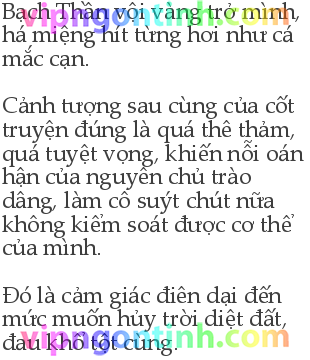 Bạch Thần vội vàng trở mình,
há miệng hít từng hơi như cá
mắc cạn.
Cảnh tượng sau cùng của cốt
truyện đúng là quá thê thảm,
quá tuyệt vọng, khiến nỗi oán
hận của nguyên chủ trào
dâng, làm cô suýt chút nữa
không kiểm soát được cơ thể
của mình.
Đó là cảm giác điên dại đến
mức muốn hủy trời diệt đất,
đau khổ tột cùng.
vipngontinh.com
vipngontinh.com